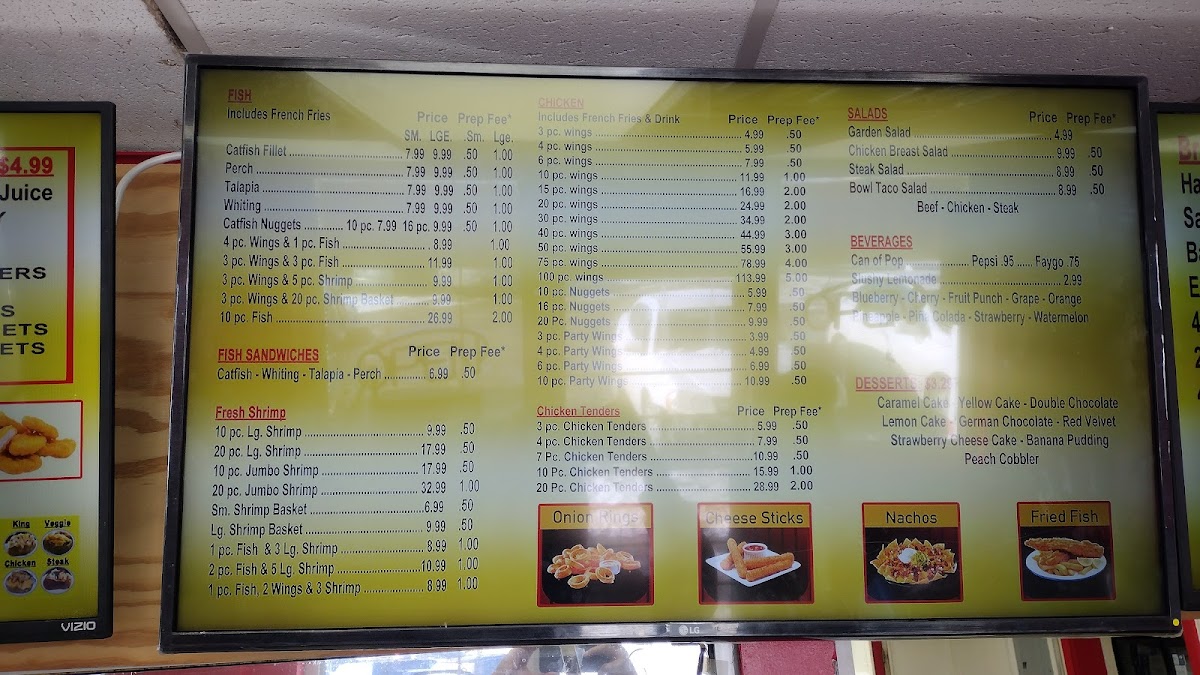 $4.99
Juice
ERS
S
ETS
ETS
King Veggie
Chicken Steak
VIZIO
FISH
Includes French Fries
Price Prep Fee*
SM. LGE. .Sm. Lge.
Catfish Fillet 7.99 9.99 .50 1.00
Perch 7.99 9.99 .50 1.00
Talapia 7.99 9.99 .50 1.00
Whiting 7.99 9.99 .50 1.00
Catfish Nuggets 10 pc. 7.99 16 pc. 9.99 .50 1.00
4 pc. Wings & 1 pc. Fish 8.99 1.00
3 pc. Wings & 3 pc. Fish 11.99 1.00
3 pc. Wings & 5 pc. Shrimp 9.99 1.00
3 pc. Wings & 20 pc. Shrimp Basket 9.99 1.00
10 pc. Fish 26.99 2.00
FISH SANDWICHES Price Prep Fee*
Catfish - Whiting - Talapia - Perch 6.99 .50
Fresh Shrimp
10 pc. Lg. Shrimp 9.99 .50
20 pc. Lg. Shrimp 17.99 .50
10 pc. Jumbo Shrimp 17.99 .50
20 pc. Jumbo Shrimp 32.99 1.00
Sm. Shrimp Basket 6.99 .50
Lg. Shrimp Basket 9.99 .50
1 pc. Fish & 3 Lg. Shrimp 8.99 1.00
2 pc. Fish & 5 Lg. Shrimp 10.99 1.00
1 pc. Fish, 2 Wings & 3 Shrimp 8.99 1.00
CHICKEN
Includes French Fries & Drink Price Prep Fee*
3 pc. wings 4.99 .50
4 pc. wings 5.99 .50
6 pc. wings 7.99 .50
10 pc. wings 11.99 1.00
15 pc. wings 16.99 2.00
20 pc. wings 24.99 2.00
30 pc. wings 34.99 2.00
40 pc. wings 44.99 3.00
50 pc. wings 55.99 3.00
75 pc. wings 78.99 4.00
100 pc. wings 113.99 5.00
10 pc. Nuggets 5.99 .50
16 pc. Nuggets 7.99 .50
20 Pc. Nuggets 9.99 .50
3 pc. Party Wings 3.99 .50
4 pc. Party Wings 4.99 .50
6 pc. Party Wings 6.99 .50
10 pc. Party Wings 10.99 .50
Chicken Tenders Price Prep Fee*
3 pc. Chicken Tenders 5.99 .50
4 pc. Chicken Tenders 7.99 .50
7 Pc. Chicken Tenders 10.99 .50
10 Pc. Chicken Tenders 15.99 1.00
20 Pc. Chicken Tenders 28.99 2.00
SALADS Price Prep Fee*
Garden Salad 4.99
Chicken Breast Salad 9.99 .50
Steak Salad 8.99 .50
Bowl Taco Salad 8.99 .50
Beef - Chicken - Steak
BEVERAGES
Can of Pop Pepsi .95 Faygo .75
Slushy Lemonade 2.99
Blueberry - Cherry - Fruit Punch - Grape - Orange
Pineapple - Piña Colada - Strawberry - Watermelon
DESSERTS $3.29
Caramel Cake - Yellow Cake - Double Chocolate
Lemon Cake - German Chocolate - Red Velvet
Strawberry Cheese Cake - Banana Pudding
Peach Cobbler
Onion Rings
Cheese Sticks
Nachos
Fried Fish
LG